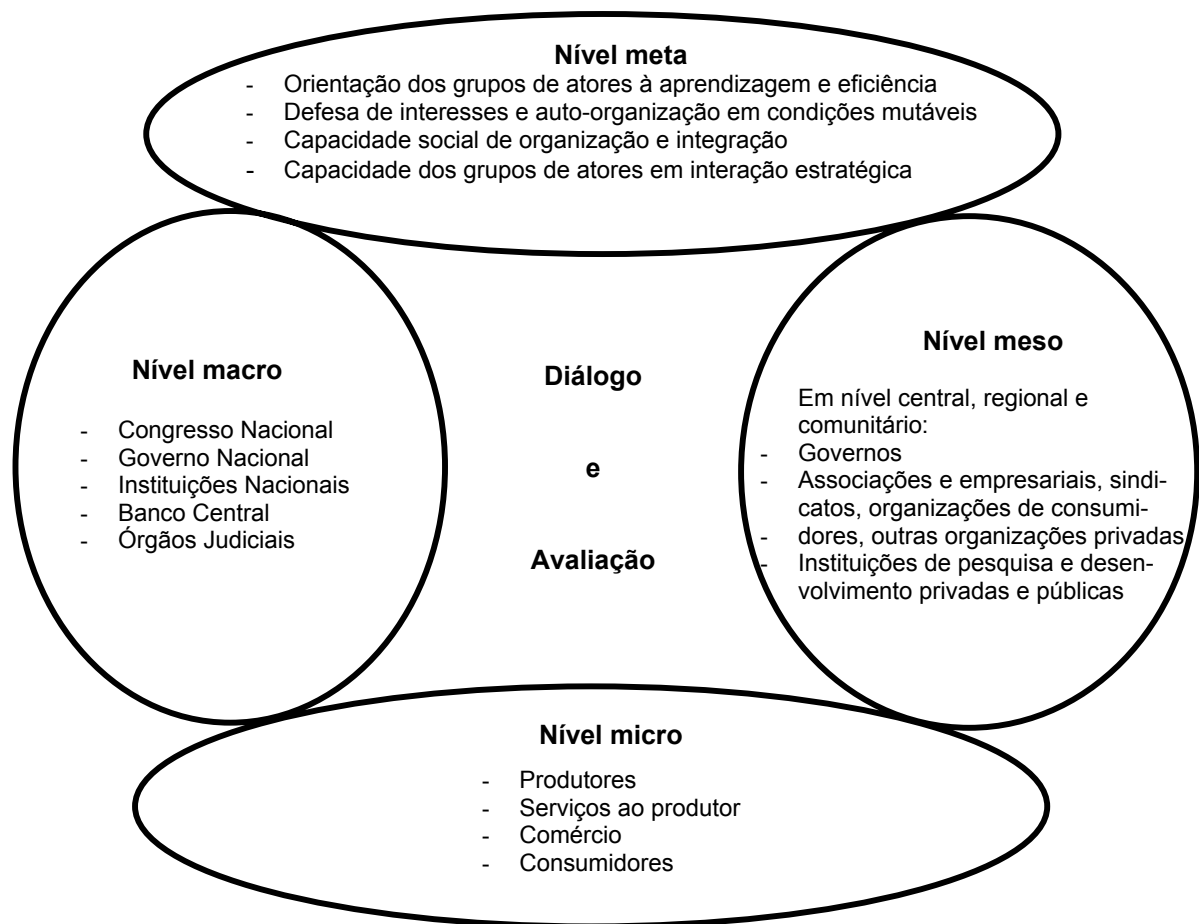 Nível meta
- Orientação dos grupos de atores à aprendizagem e eficiência
- Defesa de interesses e auto-organização em condições mutáveis
- Capacidade social de organização e integração
- Capacidade dos grupos de atores em interação estratégica
Nível macro
- Congresso Nacional
- Governo Nacional
- Instituições Nacionais
- Banco Central
- Órgãos Judiciais
Diálogo
e
Avaliação
Nível meso
Em nível central, regional e
comunitário:
- Governos
- Associações e empresariais, sindi-
catos, organizações de consumi-
- dores, outras organizações privadas
- Instituições de pesquisa e desen-
volvimento privadas e públicas
Nível micro
- Produtores
- Serviços ao produtor
- Comércio
- Consumidores